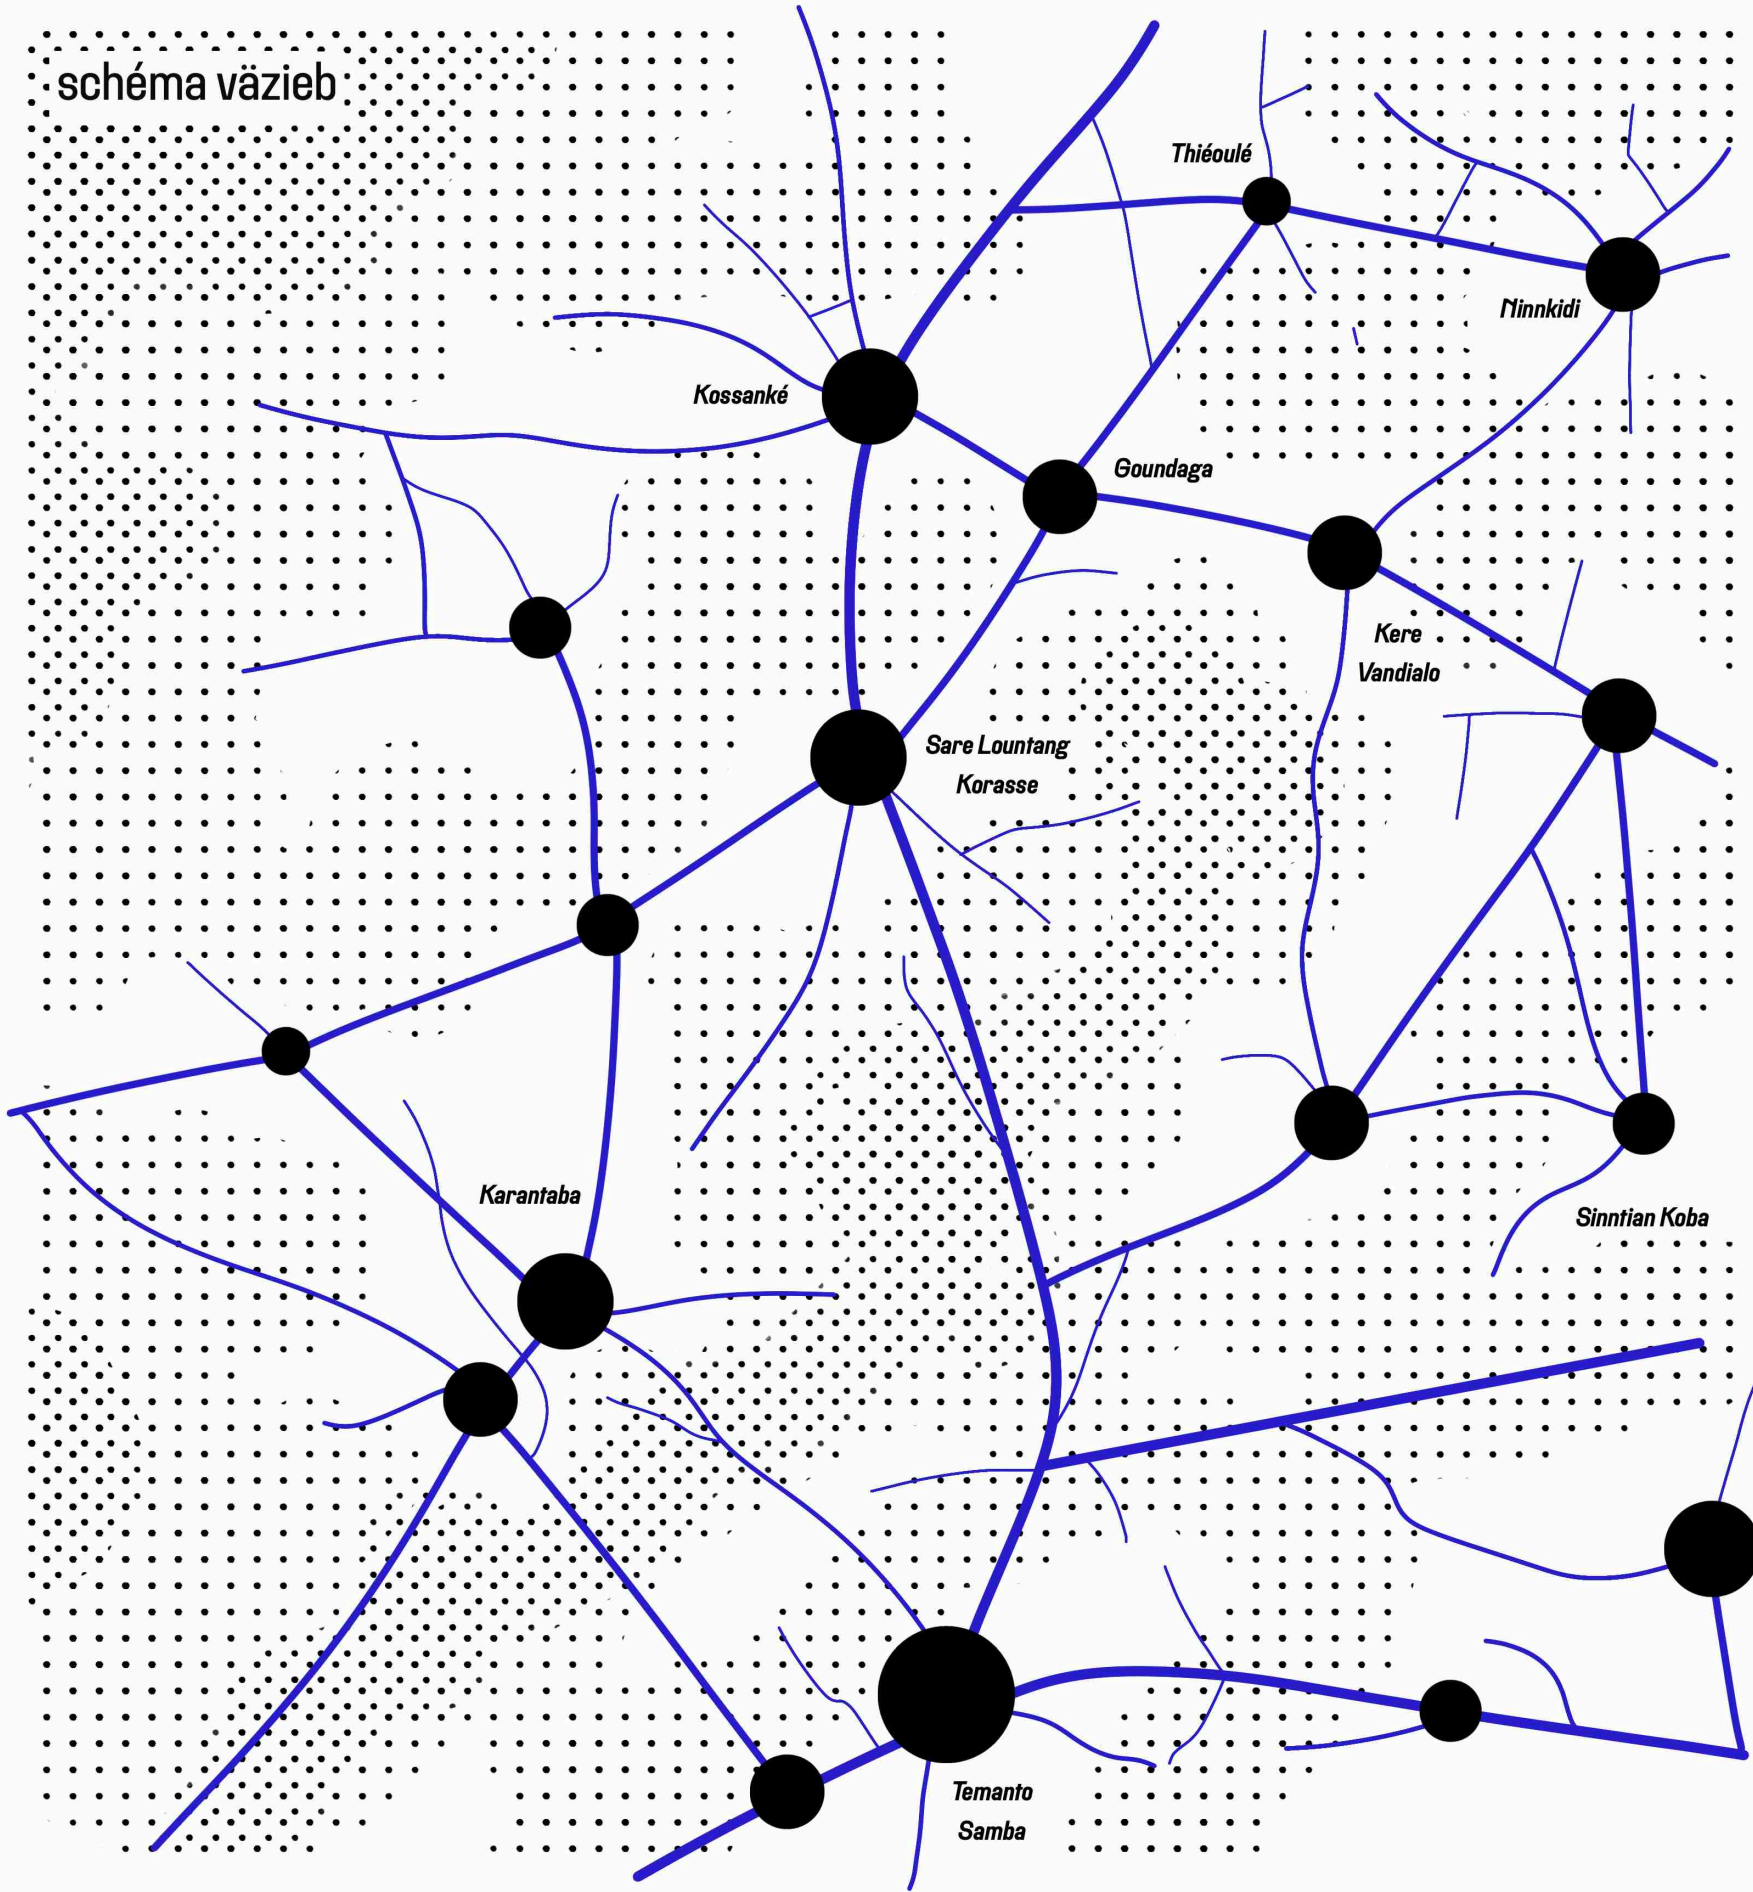 schéma väzieb
Thiéoulé
Ninnkidi
Kossanké
Goundaga
Kere
Vandialo
Sare Lountang
Korasse
Karantaba
Sinntian Koba
Temanto
Samba